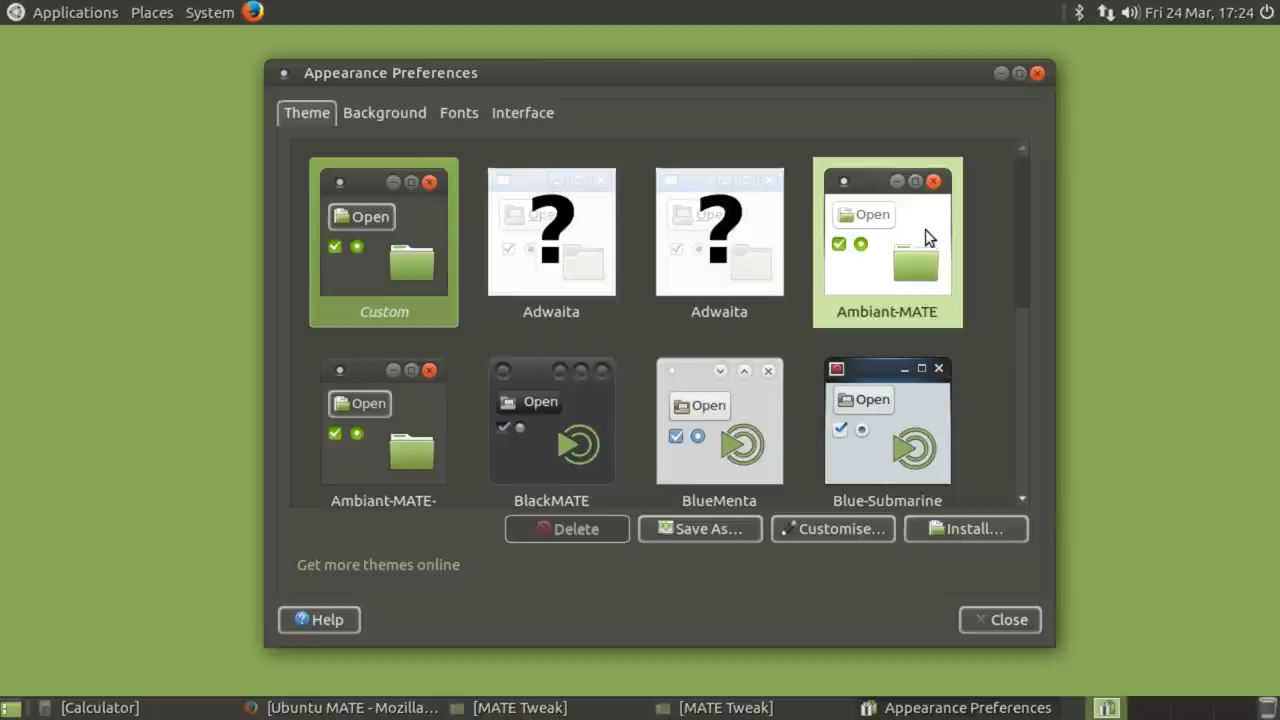 Applications Places System Fri 24 Mar, 17:24
Appearance Preferences
Theme Background Fonts Interface
Open Open Open Open
? ?
Custom Adwaita Adwaita Ambiant-MATE
Open Open Open Open
Ambiant-MATE- BlackMATE BlueMenta Blue-Submarine
Delete Save As... Customise... Install...
Get more themes online
Help Close
[Calculator] [Ubuntu MATE - Mozilla... [MATE Tweak] [MATE Tweak] Appearance Preferences